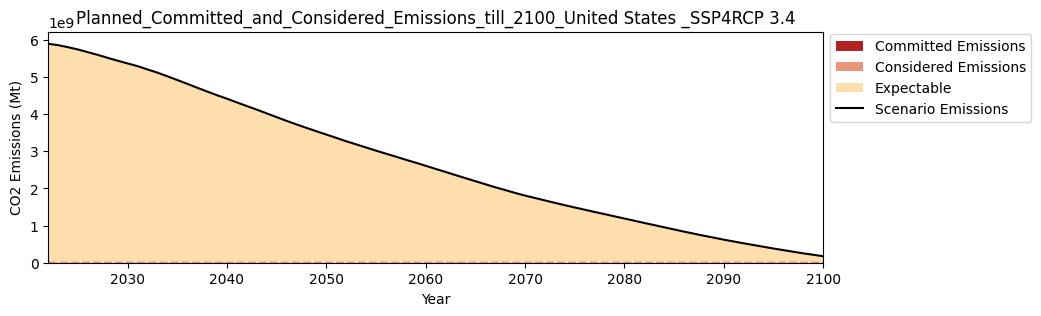 Planned_Committed_and_Considered_Emissions_till_2100_United States _SSP4RCP 3.4
1e9
6
5
4
3
2
1
0
CO2 Emissions (Mt)
2030 2040 2050 2060 2070 2080 2090 2100
Year
Committed Emissions
Considered Emissions
Expectable
Scenario Emissions